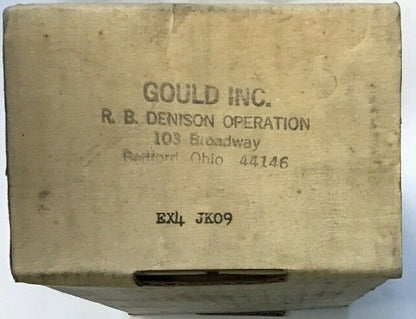 GOULD INC.
R. B. DENISON OPERATION
103 Broadway
Bedford, Ohio 44146
EX4 JK09